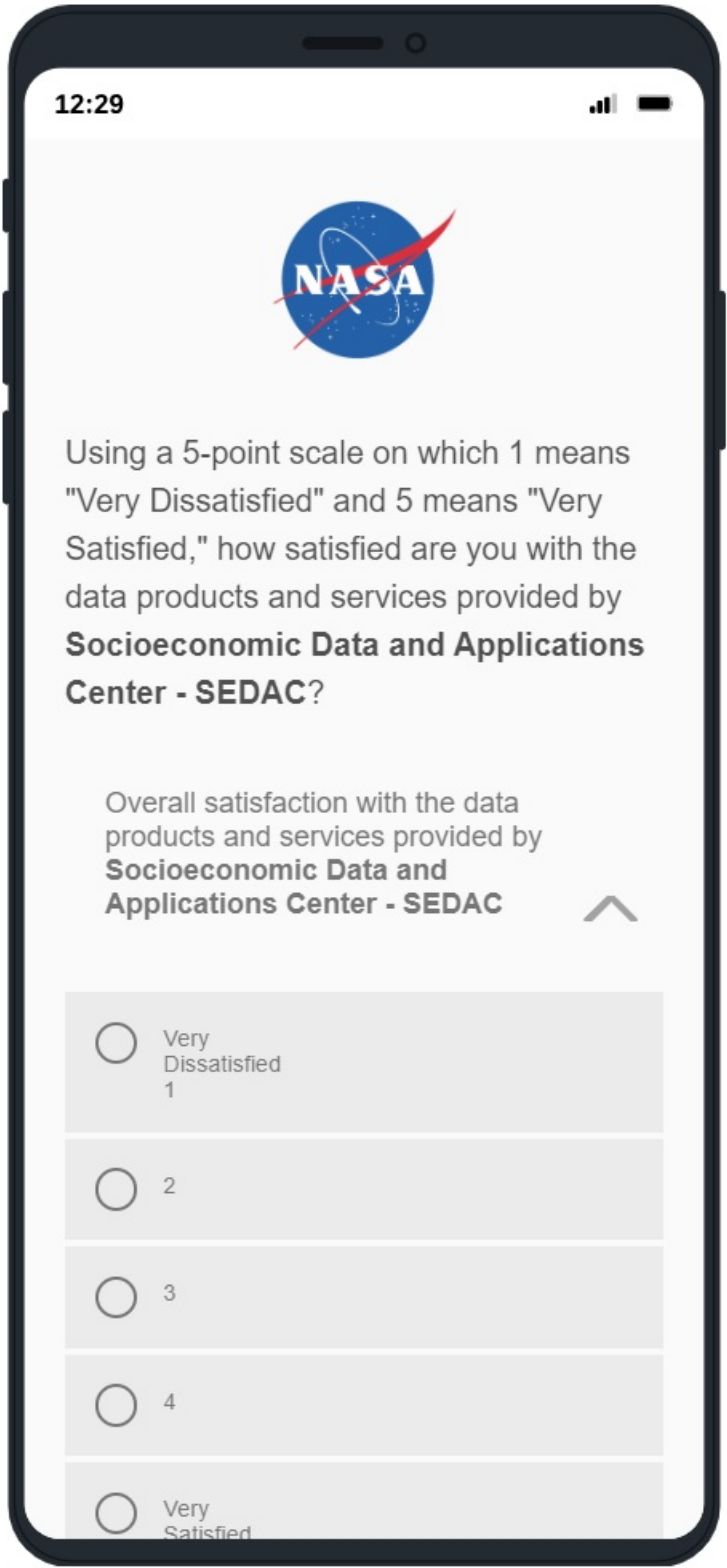 12:29
NASA
Using a 5-point scale on which 1 means
"Very Dissatisfied" and 5 means "Very
Satisfied," how satisfied are you with the
data products and services provided by
Socioeconomic Data and Applications
Center - SEDAC?
Overall satisfaction with the data
products and services provided by
Socioeconomic Data and
Applications Center - SEDAC
Very
Dissatisfied
1
2
3
4
Very
Satisfied